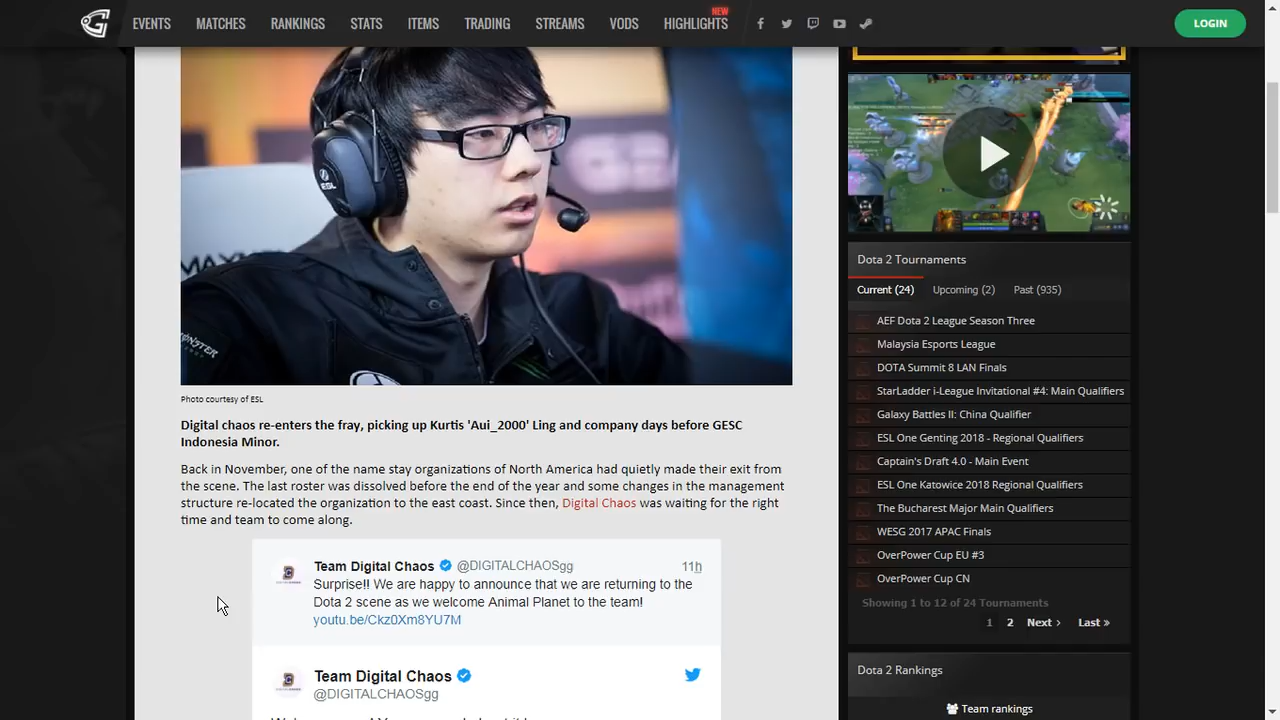 EVENTS MATCHES RANKINGS STATS ITEMS TRADING STREAMS VODS HIGHLIGHTS NEW LOGIN
ESL
MONSTER
Photo courtesy of ESL
Digital chaos re-enters the fray, picking up Kurtis 'Aui_2000' Ling and company days before GESC
Indonesia Minor.
Back in November, one of the name stay organizations of North America had quietly made their exit from
the scene. The last roster was dissolved before the end of the year and some changes in the management
structure re-located the organization to the east coast. Since then, Digital Chaos was waiting for the right
time and team to come along.
Team Digital Chaos @DIGITALCHAOSgg 11h
Surprise!! We are happy to announce that we are returning to the
Dota 2 scene as we welcome Animal Planet to the team!
youtu.be/Ckz0Xm8YU7M
Team Digital Chaos
@DIGITALCHAOSgg
Dota 2 Tournaments
Current (24) Upcoming (2) Past (935)
AEF Dota 2 League Season Three
Malaysia Esports League
DOTA Summit 8 LAN Finals
StarLadder i-League Invitational #4: Main Qualifiers
Galaxy Battles II: China Qualifier
ESL One Genting 2018 - Regional Qualifiers
Captain's Draft 4.0 - Main Event
ESL One Katowice 2018 Regional Qualifiers
The Bucharest Major Main Qualifiers
WESG 2017 APAC Finals
OverPower Cup EU #3
OverPower Cup CN
Showing 1 to 12 of 24 Tournaments
1 2 Next › Last »
Dota 2 Rankings
Team rankings